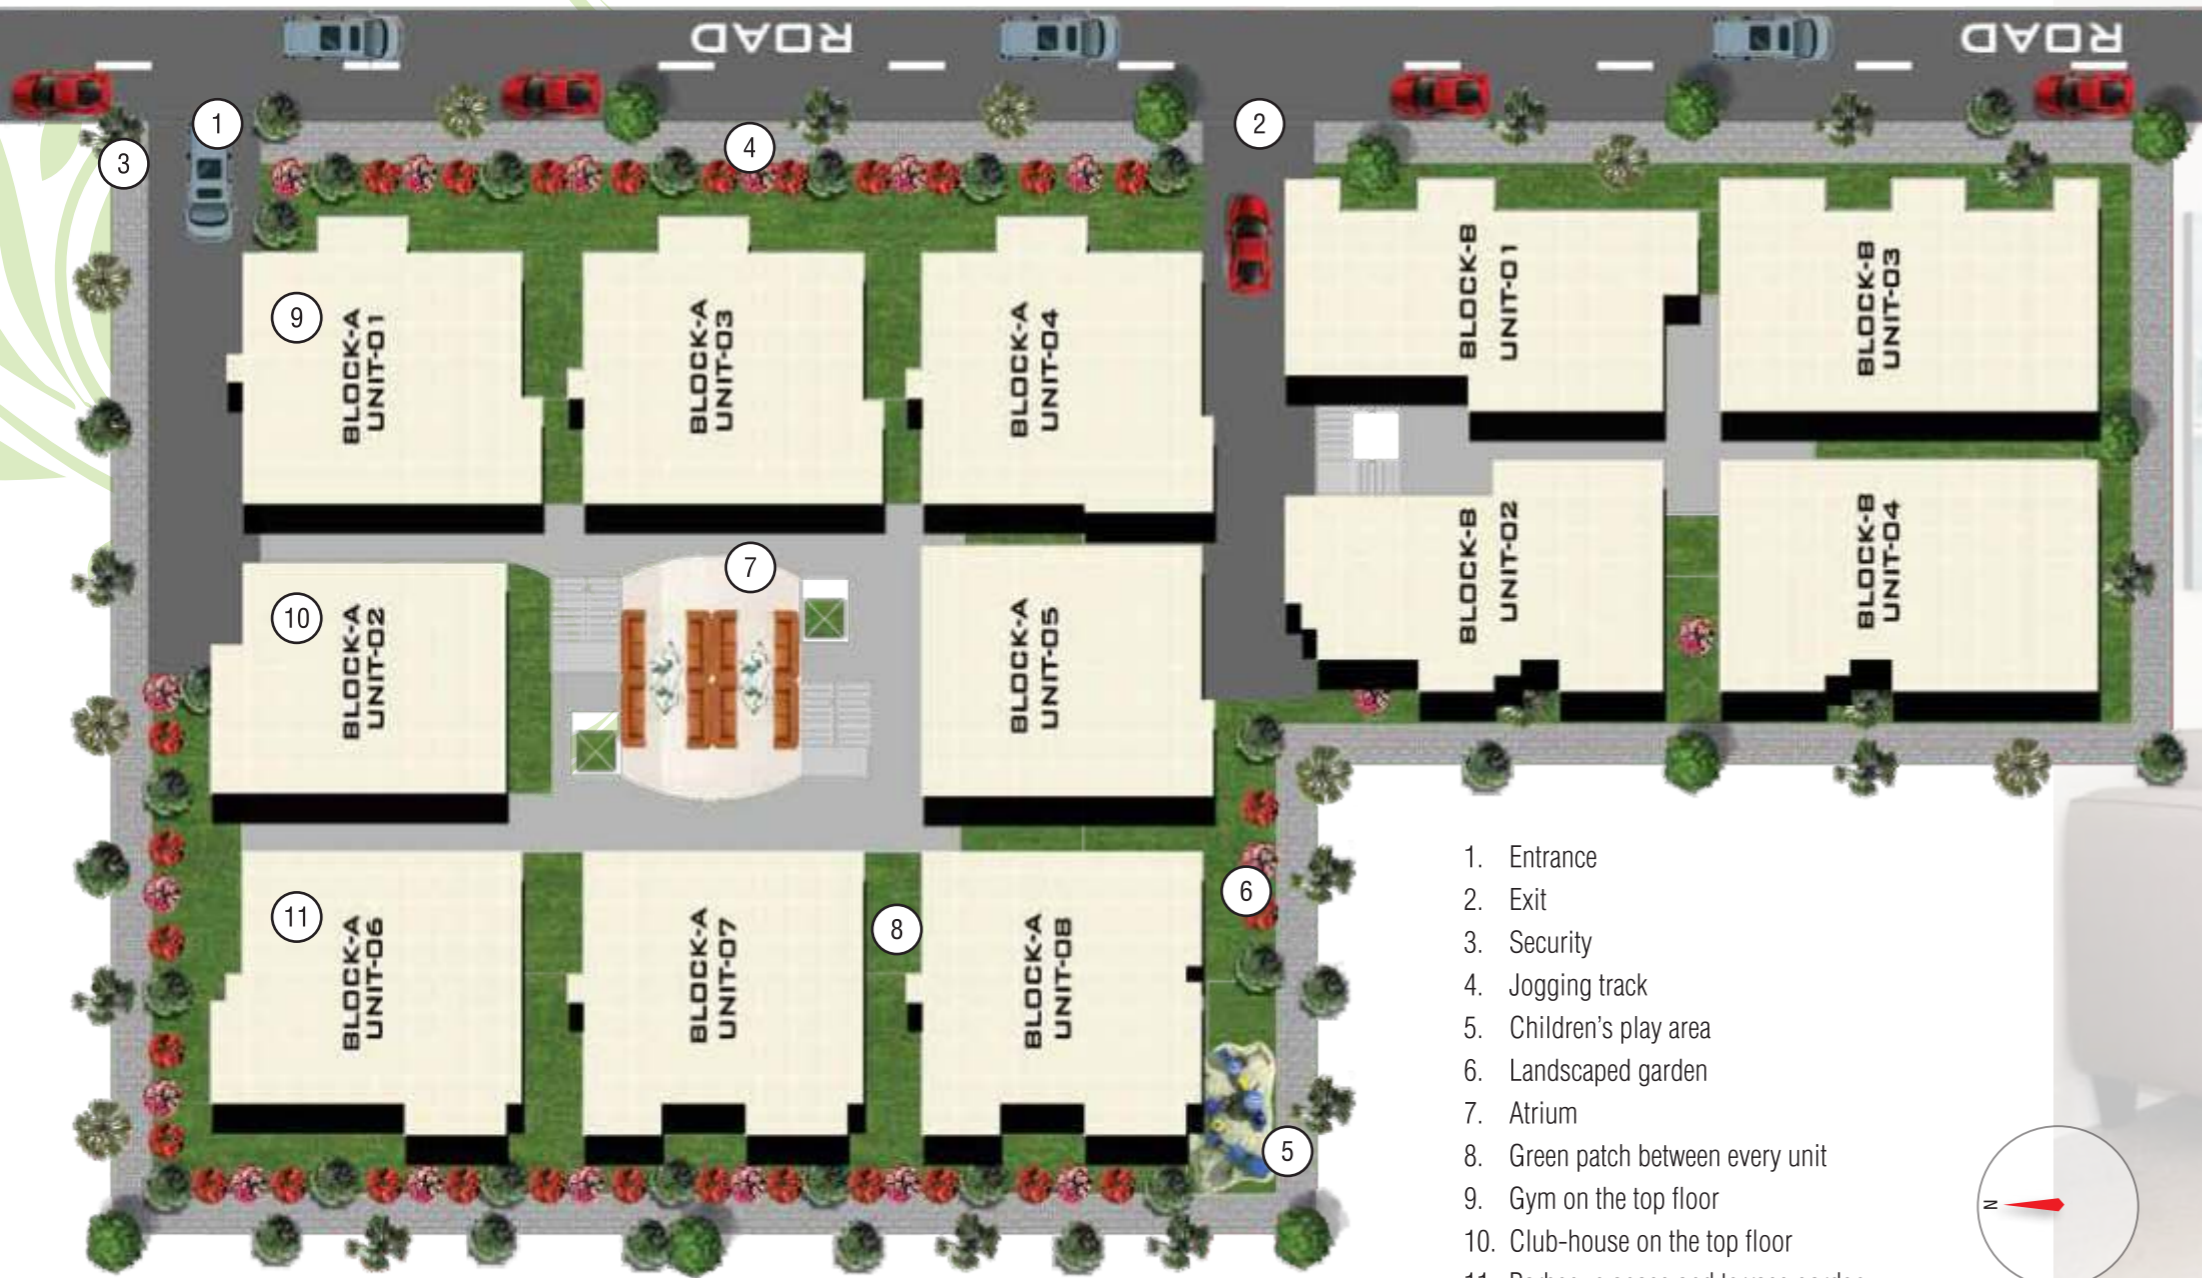 ROAD
ROAD
1
2
3
4
BLOCK-A
UNIT-01
9
BLOCK-A
UNIT-03
BLOCK-A
UNIT-04
BLOCK-B
UNIT-01
BLOCK-B
UNIT-03
BLOCK-A
UNIT-02
10
7
BLOCK-A
UNIT-05
BLOCK-B
UNIT-02
BLOCK-B
UNIT-04
BLOCK-A
UNIT-06
11
BLOCK-A
UNIT-07
8
BLOCK-A
UNIT-08
6
5
1. Entrance
2. Exit
3. Security
4. Jogging track
5. Children's play area
6. Landscaped garden
7. Atrium
8. Green patch between every unit
9. Gym on the top floor
10. Club-house on the top floor
N